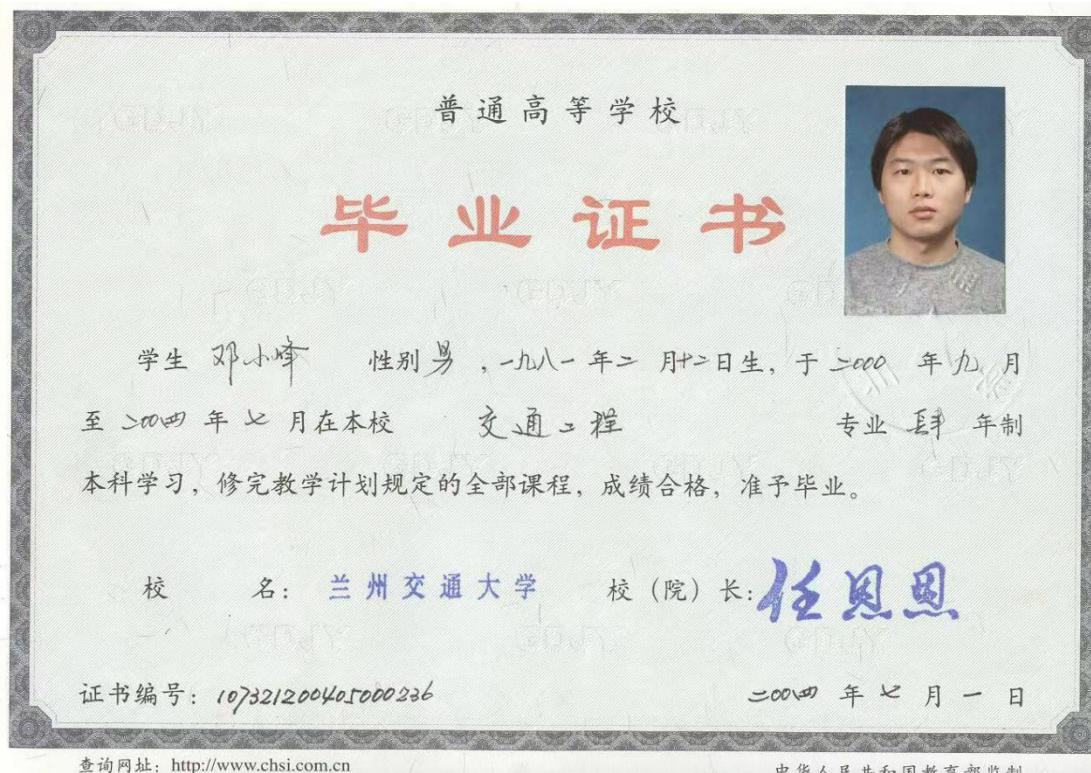 普通高等学校
毕业证书
学生 邓小峰 性别 男，一九八一年二月十二日生，于二000年九月
至二00四年七月在本校 交通工程 专业 肆 年制
本科学习，修完教学计划规定的全部课程，成绩合格，准予毕业。
校 名：兰州交通大学 校（院）长：任恩恩
证书编号：107321200405000236 二00四年七月一日
查询网址：http://www.chsi.com.cn 中华人民共和国教育部监制